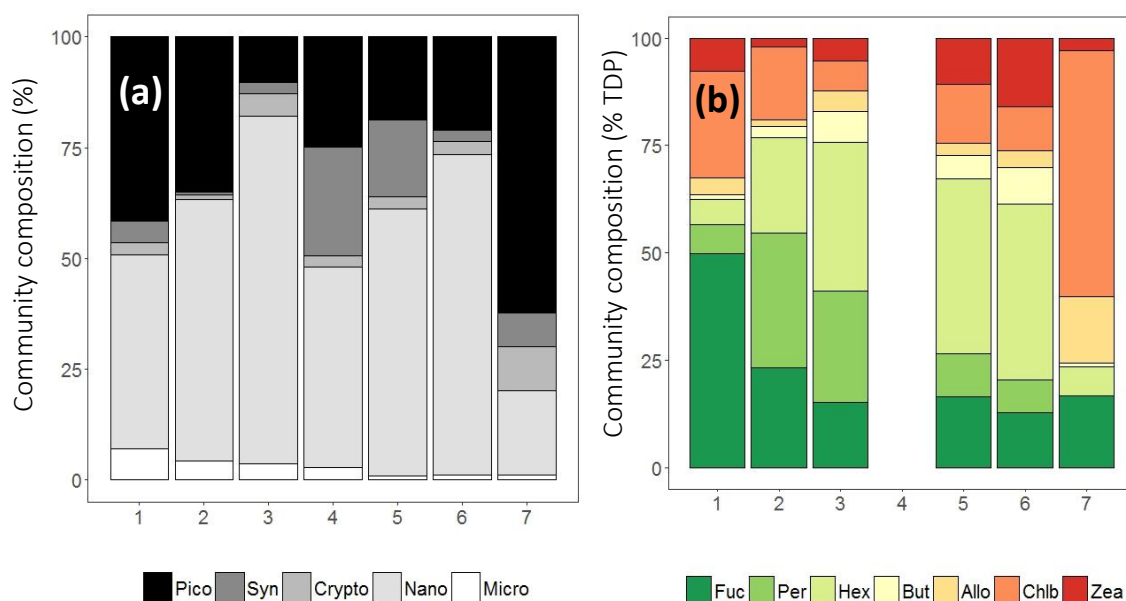 Community composition (%)
100
75
50
25
0
(a)
1 2 3 4 5 6 7
Pico Syn Crypto Nano Micro
Community composition (% TDP)
100
75
50
25
0
(b)
1 2 3 4 5 6 7
Fuc Per Hex But Allo Chlb Zea